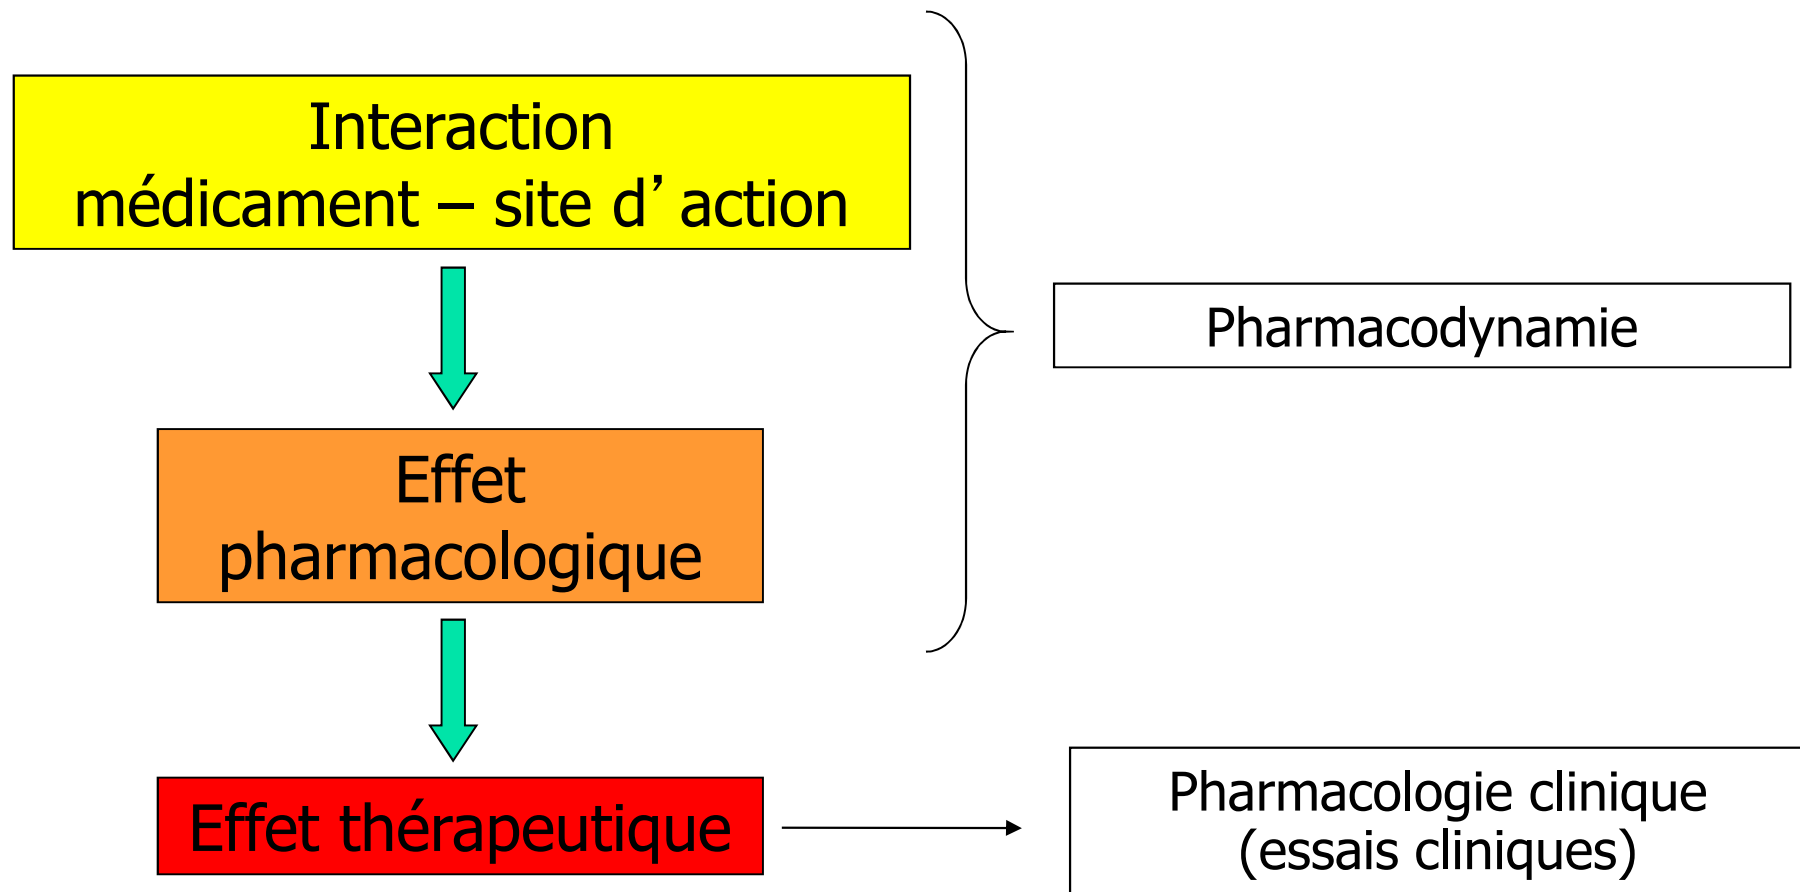 Interaction
médicament – site d’ action
Pharmacodynamie
Effet
pharmacologique
Effet thérapeutique
Pharmacologie clinique
(essais cliniques)